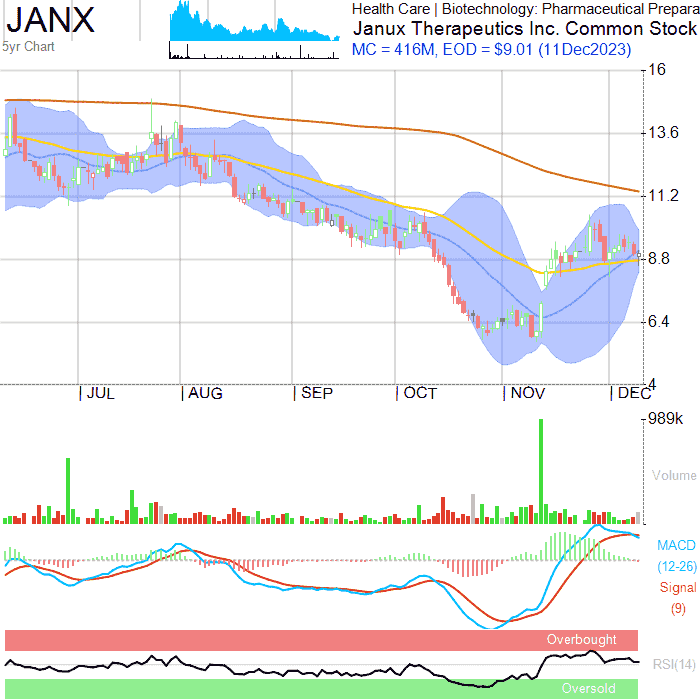 JANX
5yr Chart
Health Care | Biotechnology: Pharmaceutical Prepara
Janux Therapeutics Inc. Common Stock
MC = 416M, EOD = $9.01 (11Dec2023)
16
13.6
11.2
8.8
6.4
4
JUL AUG SEP OCT NOV DEC
989k
Volume
MACD
(12-26)
Signal
(9)
Overbought
RSI(14)
Oversold